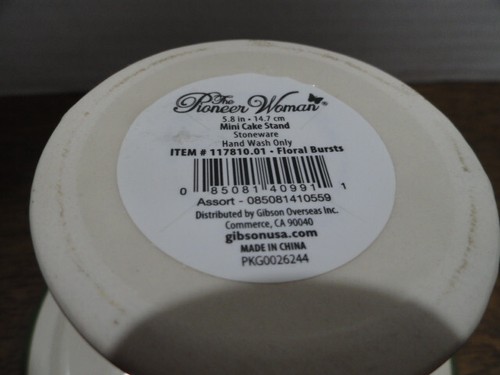 The
Pioneer Woman®
5.8 in - 14.7 cm
Mini Cake Stand
Stoneware
Hand Wash Only
ITEM # 117810.01 - Floral Bursts
0 85081 40991 1
Assort - 085081410559
Distributed by Gibson Overseas Inc.
Commerce, CA 90040
gibsonusa.com
MADE IN CHINA
PKG0026244